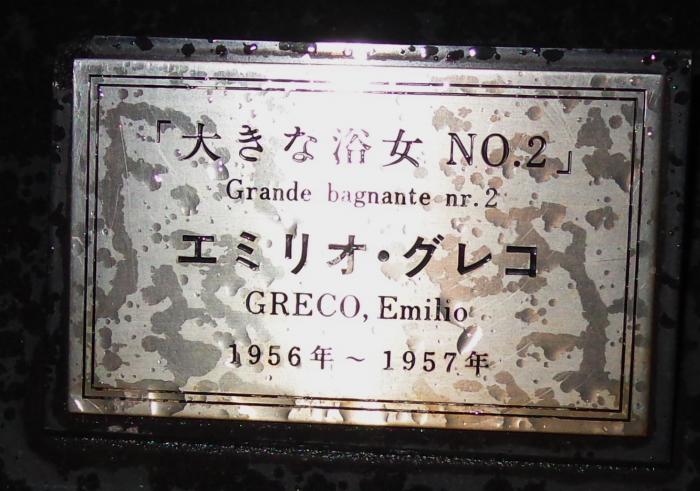 「大きな浴女 NO.2」
Grande bagnante nr.2
エミリオ・グレコ
GRECO, Emilio
1956年～1957年